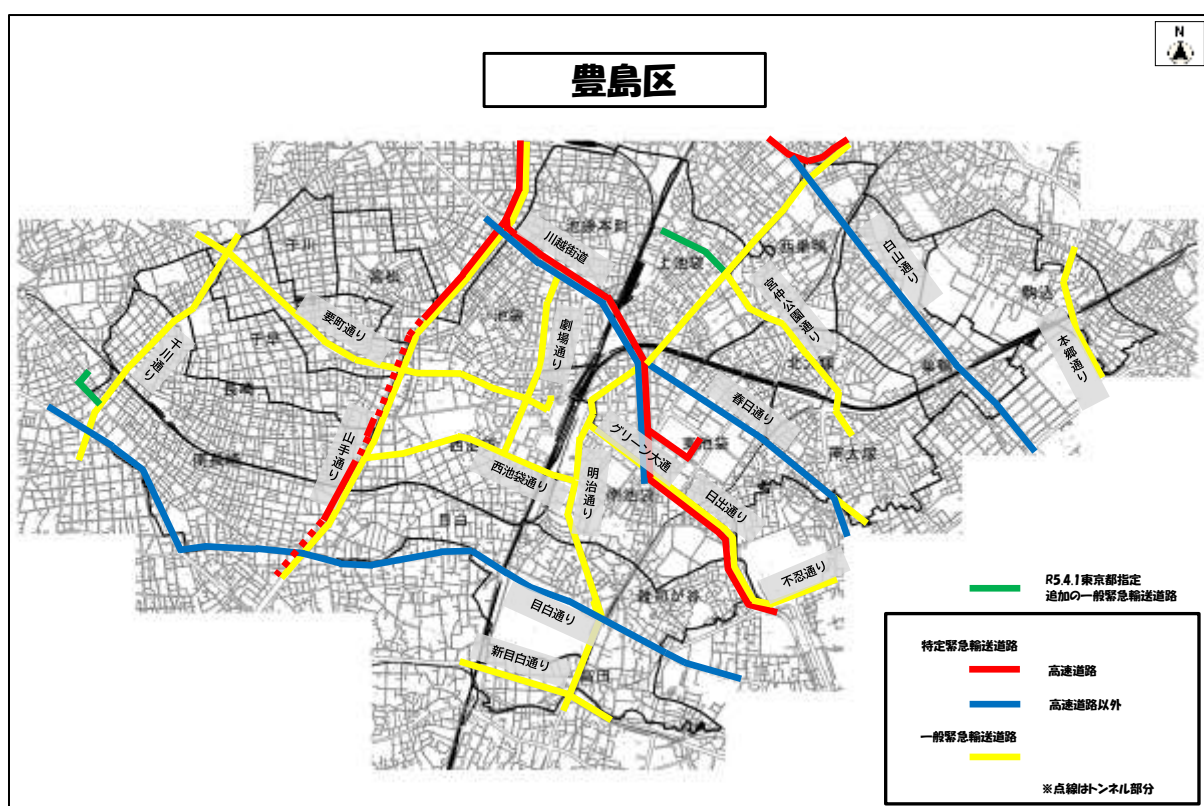 N
豊島区
池袋本町
川越街道
上池袋
西巣鴨
白山通り
宮仲公園通り
駒込
千川
高松
要町通り
池袋
劇場通り
千早
千川通り
本郷通り
北大塚
巣鴨
長崎
春日通り
山手通り
グリーン大通
東池袋
南大塚
西池袋
西池袋通り
明治通り
南池袋
日出通り
南長崎
目白
不忍通り
雑司が谷
目白通り
新目白通り
高田
R5.4.1東京都指定
追加の一般緊急輸送道路
特定緊急輸送道路
高速道路
高速道路以外
一般緊急輸送道路
※点線はトンネル部分